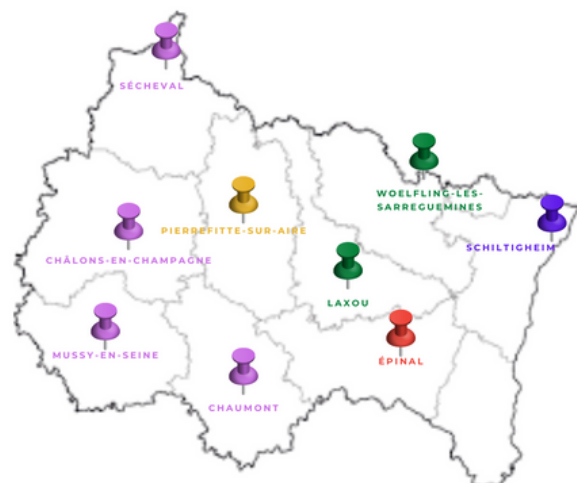 SÉCHEVAL
WOELFLING-LES-
SARREGUEMINES
PIERREFITTE-SUR-AIRE
SCHILTIGHEIM
CHÂLONS-EN-CHAMPAGNE
LAXOU
MUSSY-EN-SEINE
ÉPINAL
CHAUMONT